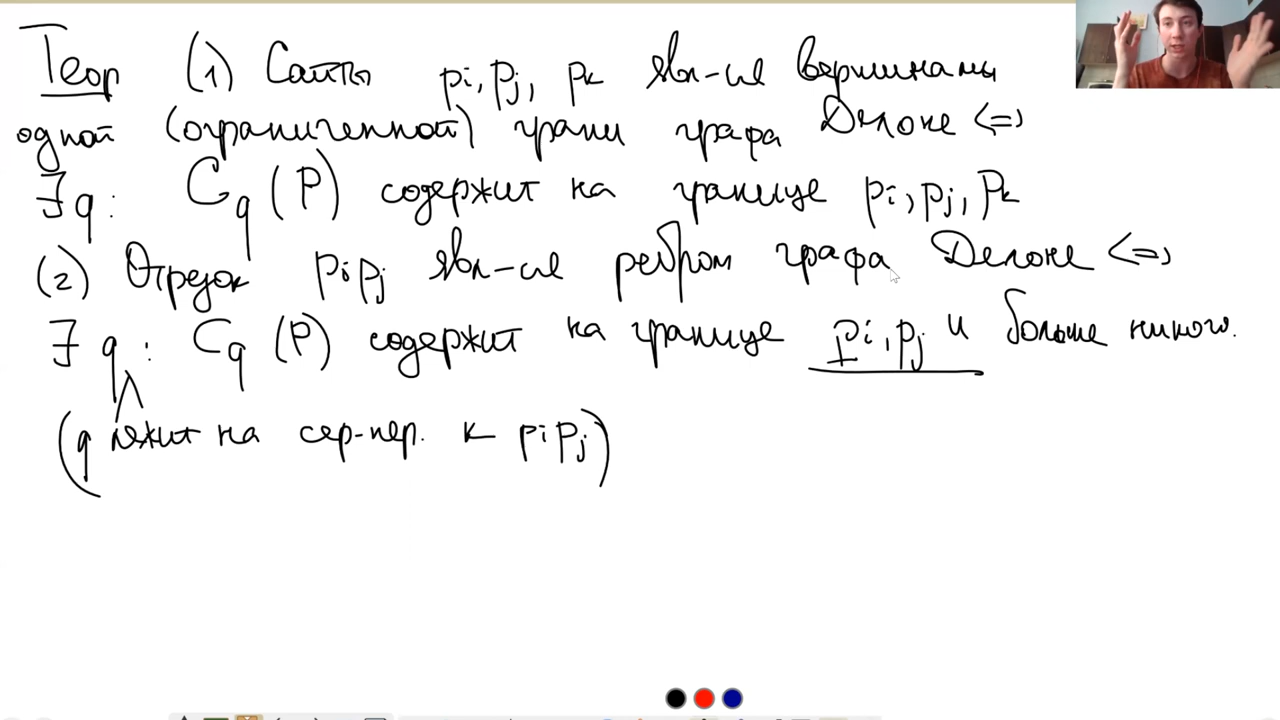 Теор (1) Сайты pi, pj, pk явл-ся вершинами
одной (ограниченной) грани графа Делоне <=>
∃q: Cq(P) содержит на границе pi, pj, pk
(2) Отрезок pipj явл-ся ребром графа Делоне <=>
∃ q : Cq(P) содержит на границе pi, pj и больше никого.
(q лежит на сер-пер. к pipj)